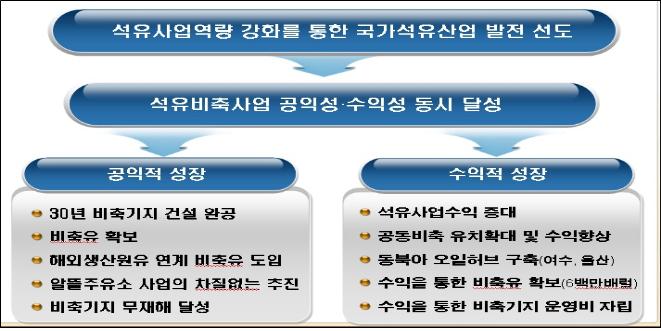 석유사업역량 강화를 통한 국가석유산업 발전 선도
석유비축사업 공익성·수익성 동시 달성
공익적 성장
30년 비축기지 건설 완공
비축유 확보
해외생산원유 연계 비축유 도입
알뜰주유소 사업의 차질없는 추진
비축기지 무재해 달성
수익적 성장
석유사업수익 증대
공동비축 유치확대 및 수익향상
동북아 오일허브 구축(여수, 울산)
수익을 통한 비축유 확보(6백만배럴)
수익을 통한 비축기지 운영비 자립